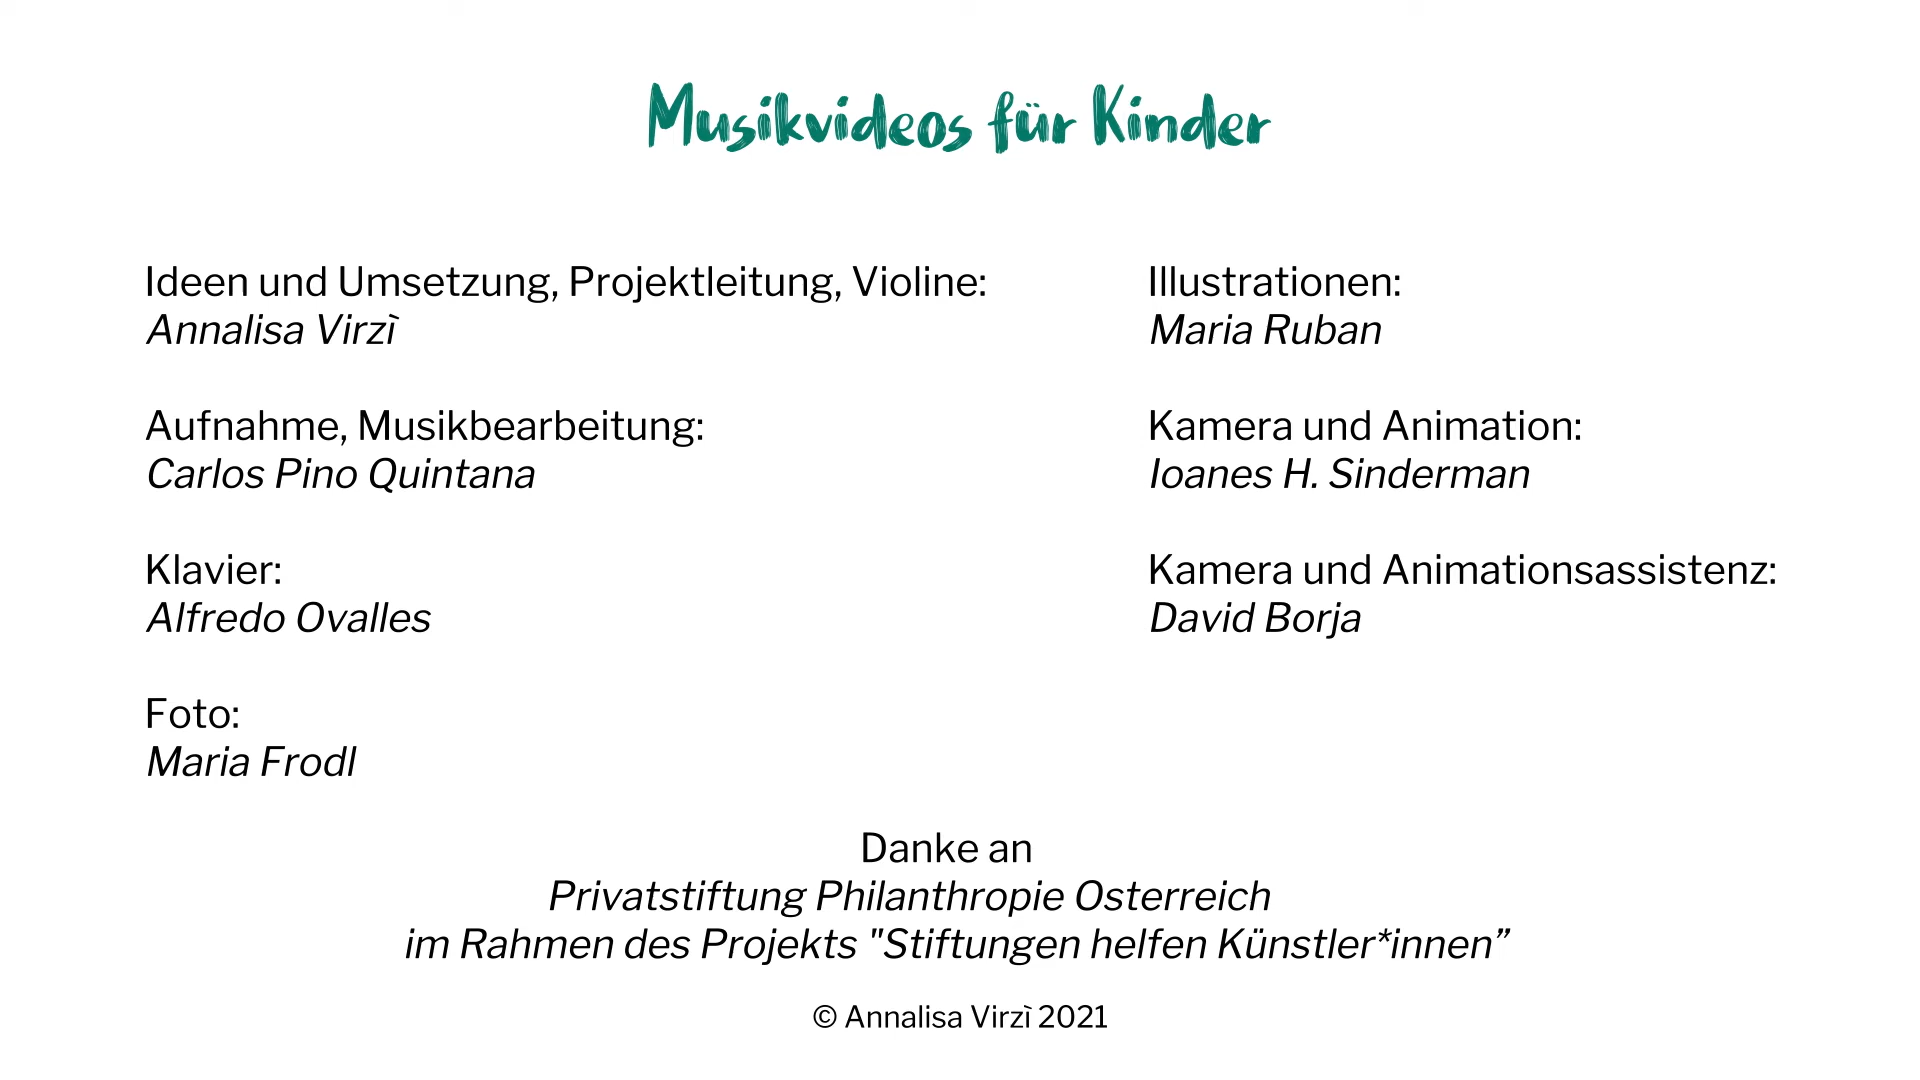 Musikvideos für Kinder
Ideen und Umsetzung, Projektleitung, Violine:
Annalisa Virzì
Aufnahme, Musikbearbeitung:
Carlos Pino Quintana
Klavier:
Alfredo Ovalles
Foto:
Maria Frodl
Illustrationen:
Maria Ruban
Kamera und Animation:
Ioanes H. Sinderman
Kamera und Animationsassistenz:
David Borja
Danke an
Privatstiftung Philanthropie Osterreich
im Rahmen des Projekts "Stiftungen helfen Künstler*innen”
© Annalisa Virzì 2021